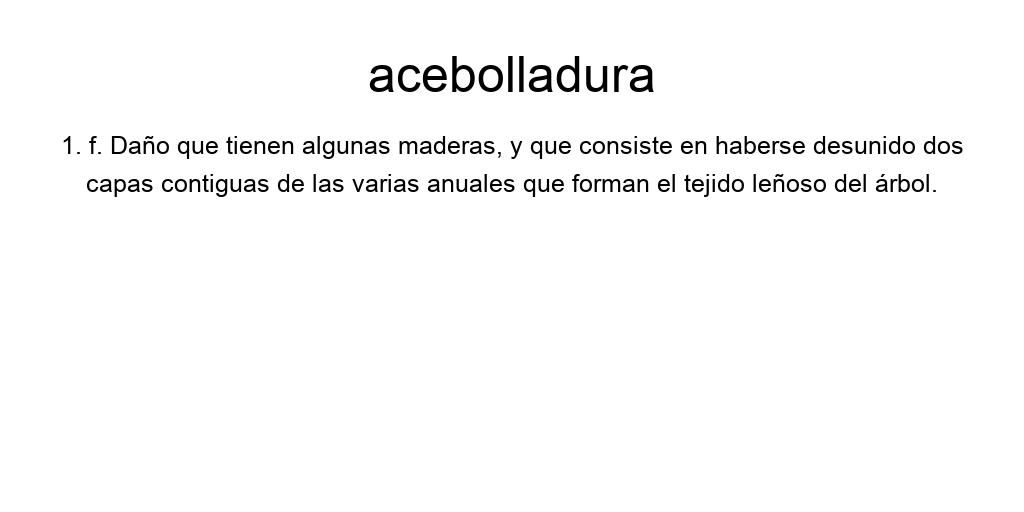 acebolladura
1. f. Daño que tienen algunas maderas, y que consiste en haberse desunido dos
capas contiguas de las varias anuales que forman el tejido leñoso del árbol.